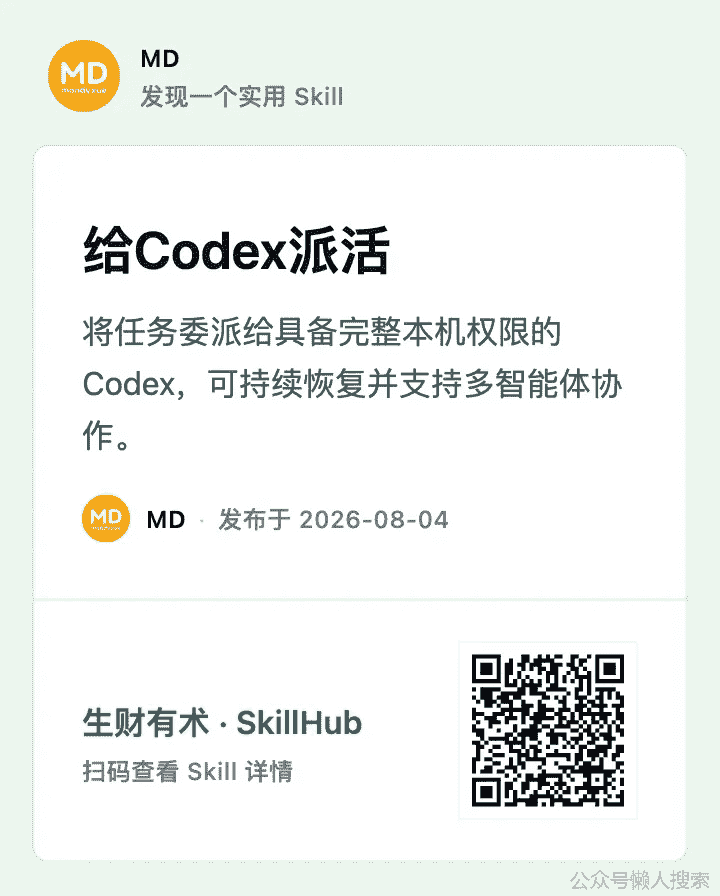 MD
MD
发现一个实用 Skill
给Codex派活
将任务委派给具备完整本机权限的
Codex，可持续恢复并支持多智能体协
作。
MD
MD · 发布于 2026-08-04
生财有术 · SkillHub
扫码查看 Skill 详情
公众号懒人搜索